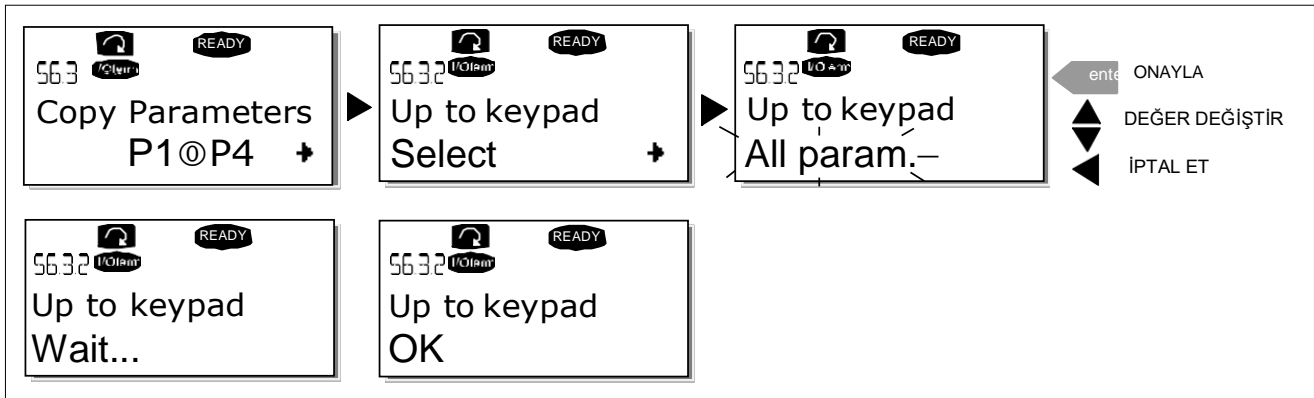 READY
S6.3
Copy Parameters
P1⓪P4
READY
S6.3.2
Up to keypad
Select
READY
S6.3.2
Up to keypad
All param.
ente ONAYLA
DEĞER DEĞİŞTİR
İPTAL ET
READY
S6.3.2
Up to keypad
Wait...
READY
S6.3.2
Up to keypad
OK